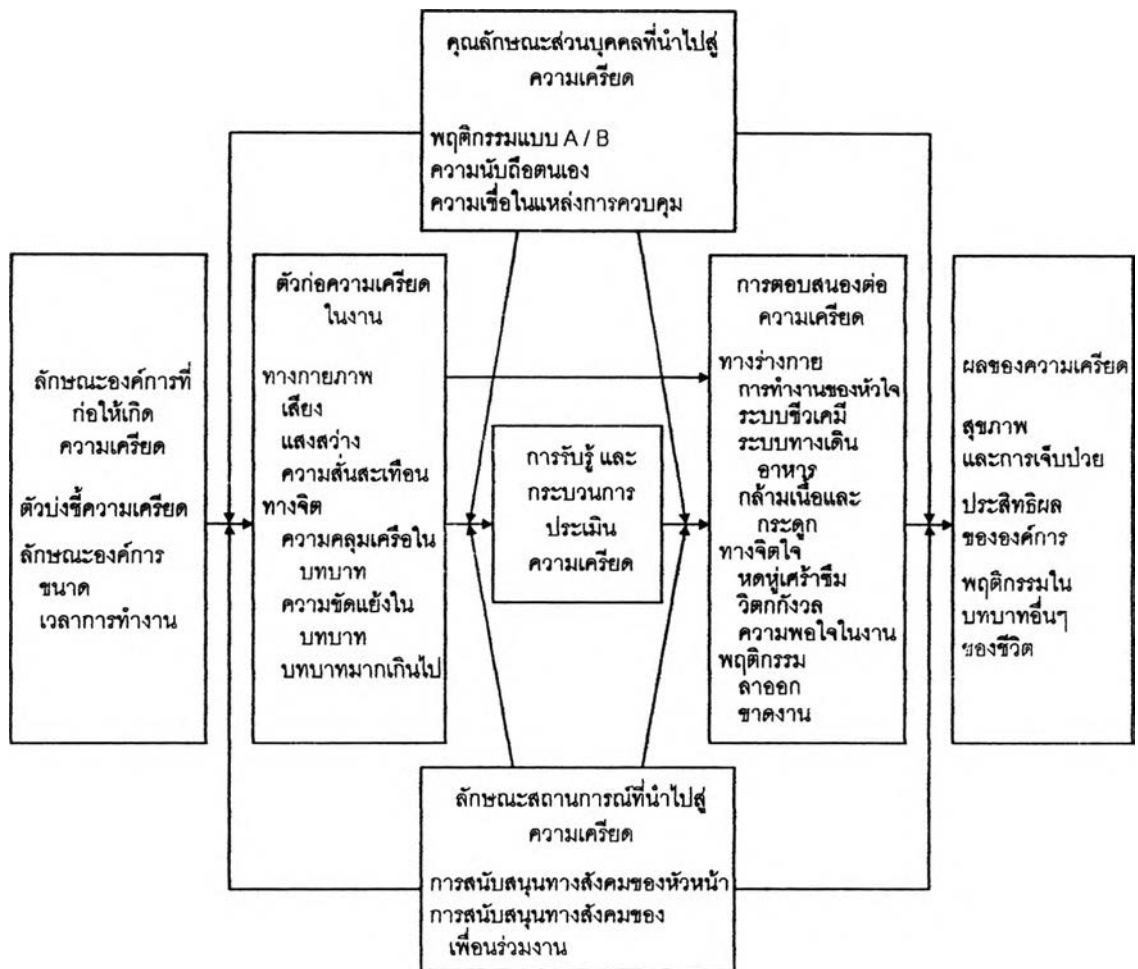 คุณลักษณะส่วนบุคคลที่นำไปสู่
ความเครียด
พฤติกรรมแบบ A / B
ความนับถือตนเอง
ความเชื่อในแหล่งการควบคุม
ลักษณะองค์การที่
ก่อให้เกิด
ความเครียด
ตัวบ่งชี้ความเครียด
ลักษณะองค์การ
ขนาด
เวลาการทำงาน
ตัวก่อความเครียด
ในงาน
ทางกายภาพ
เสียง
แสงสว่าง
ความสั่นสะเทือน
ทางจิต
ความคลุมเครือใน
บทบาท
ความขัดแย้งใน
บทบาท
บทบาทมากเกินไป
การรับรู้ และ
กระบวนการ
ประเมิน
ความเครียด
การตอบสนองต่อ
ความเครียด
ทางร่างกาย
การทำงานของหัวใจ
ระบบชีวเคมี
ระบบทางเดิน
อาหาร
กล้ามเนื้อและ
กระดูก
ทางจิตใจ
หดหู่เศร้าซึม
วิตกกังวล
ความพอใจในงาน
พฤติกรรม
ลาออก
ขาดงาน
ผลของความเครียด
สุขภาพ
และการเจ็บป่วย
ประสิทธิผล
ขององค์การ
พฤติกรรมใน
บทบาทอื่นๆ
ของชีวิต
ลักษณะสถานการณ์ที่นำไปสู่
ความเครียด
การสนับสนุนทางสังคมของหัวหน้า
การสนับสนุนทางสังคมของ
เพื่อนร่วมงาน